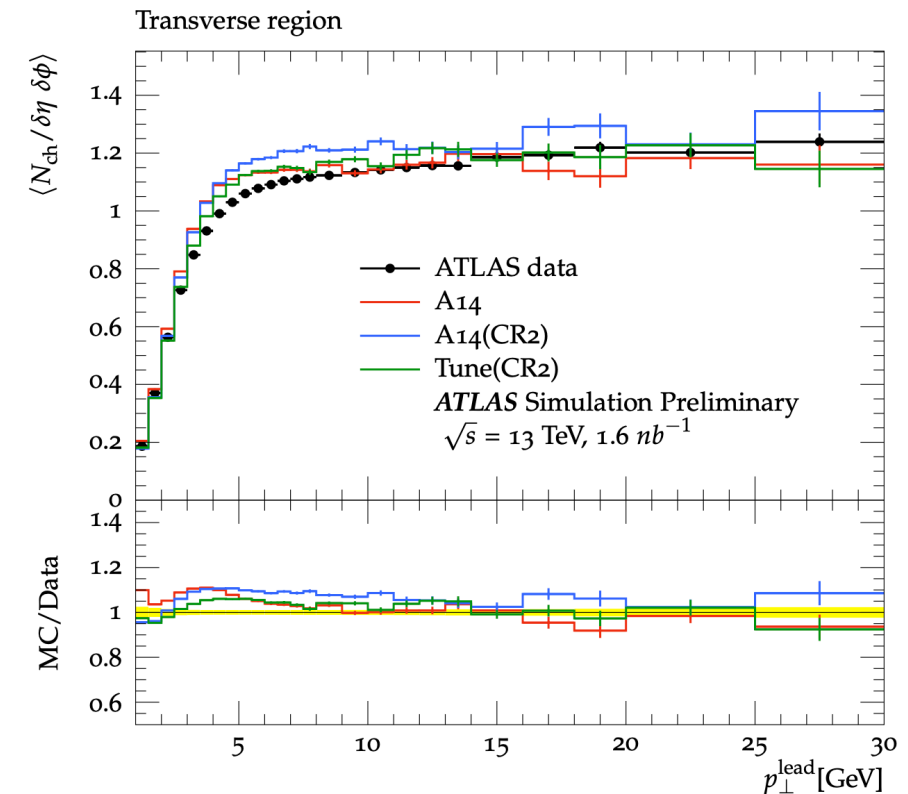 Transverse region
⟨N_ch/δη δφ⟩
1.4
1.2
1
0.8
0.6
0.4
0.2
0
ATLAS data
A14
A14(CR2)
Tune(CR2)
ATLAS Simulation Preliminary
√s = 13 TeV, 1.6 nb⁻¹
MC/Data
1.4
1.2
1
0.8
0.6
5 10 15 20 25 30
p_⊥^lead[GeV]